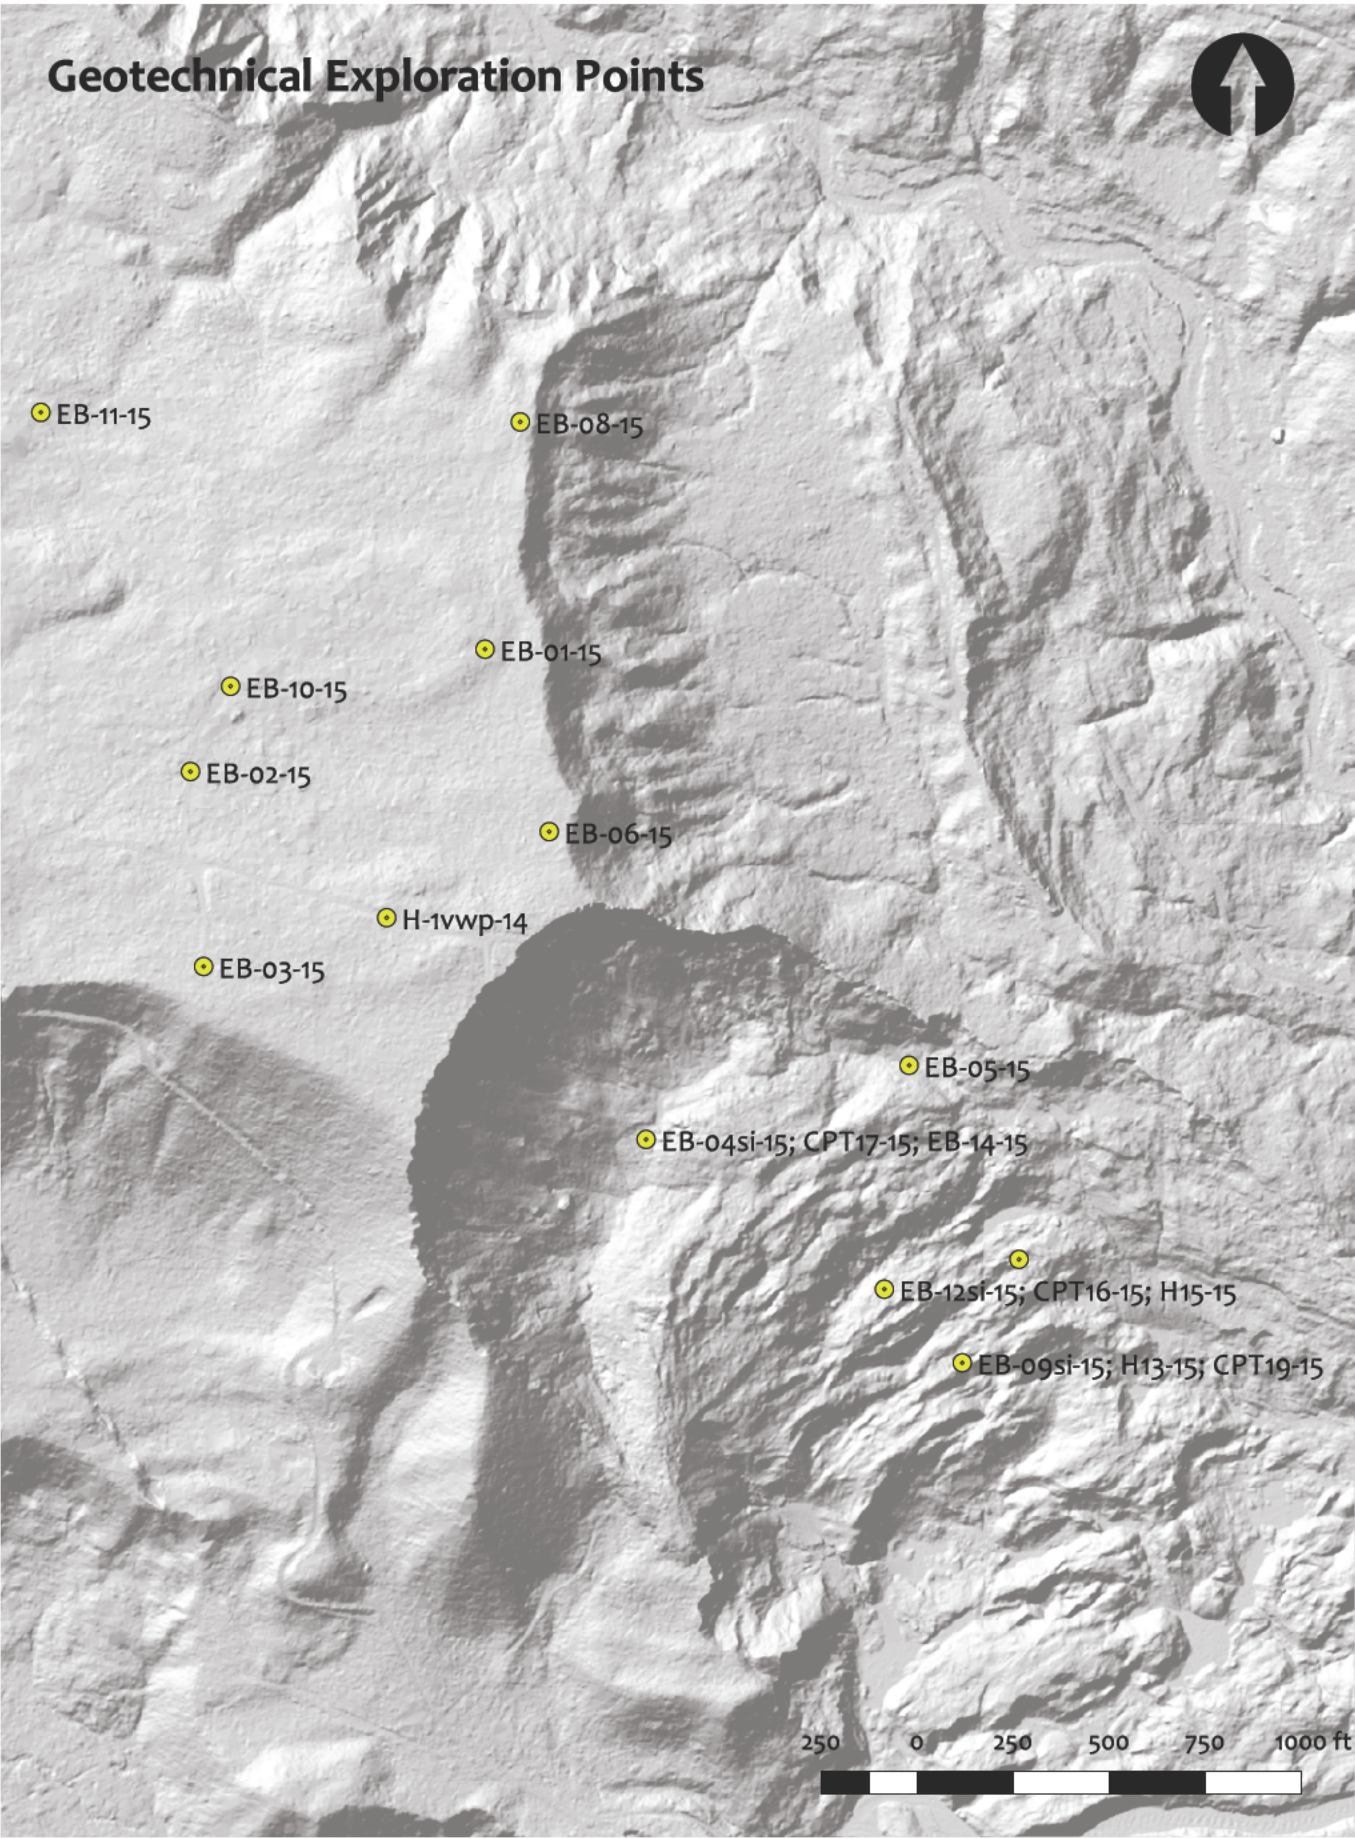 Geotechnical Exploration Points
EB-11-15
EB-08-15
EB-01-15
EB-10-15
EB-02-15
EB-06-15
H-1vwp-14
EB-03-15
EB-05-15
EB-04si-15; CPT17-15; EB-14-15
EB-12si-15; CPT16-15; H15-15
EB-09si-15; H13-15; CPT19-15
250 0 250 500 750 1000 ft